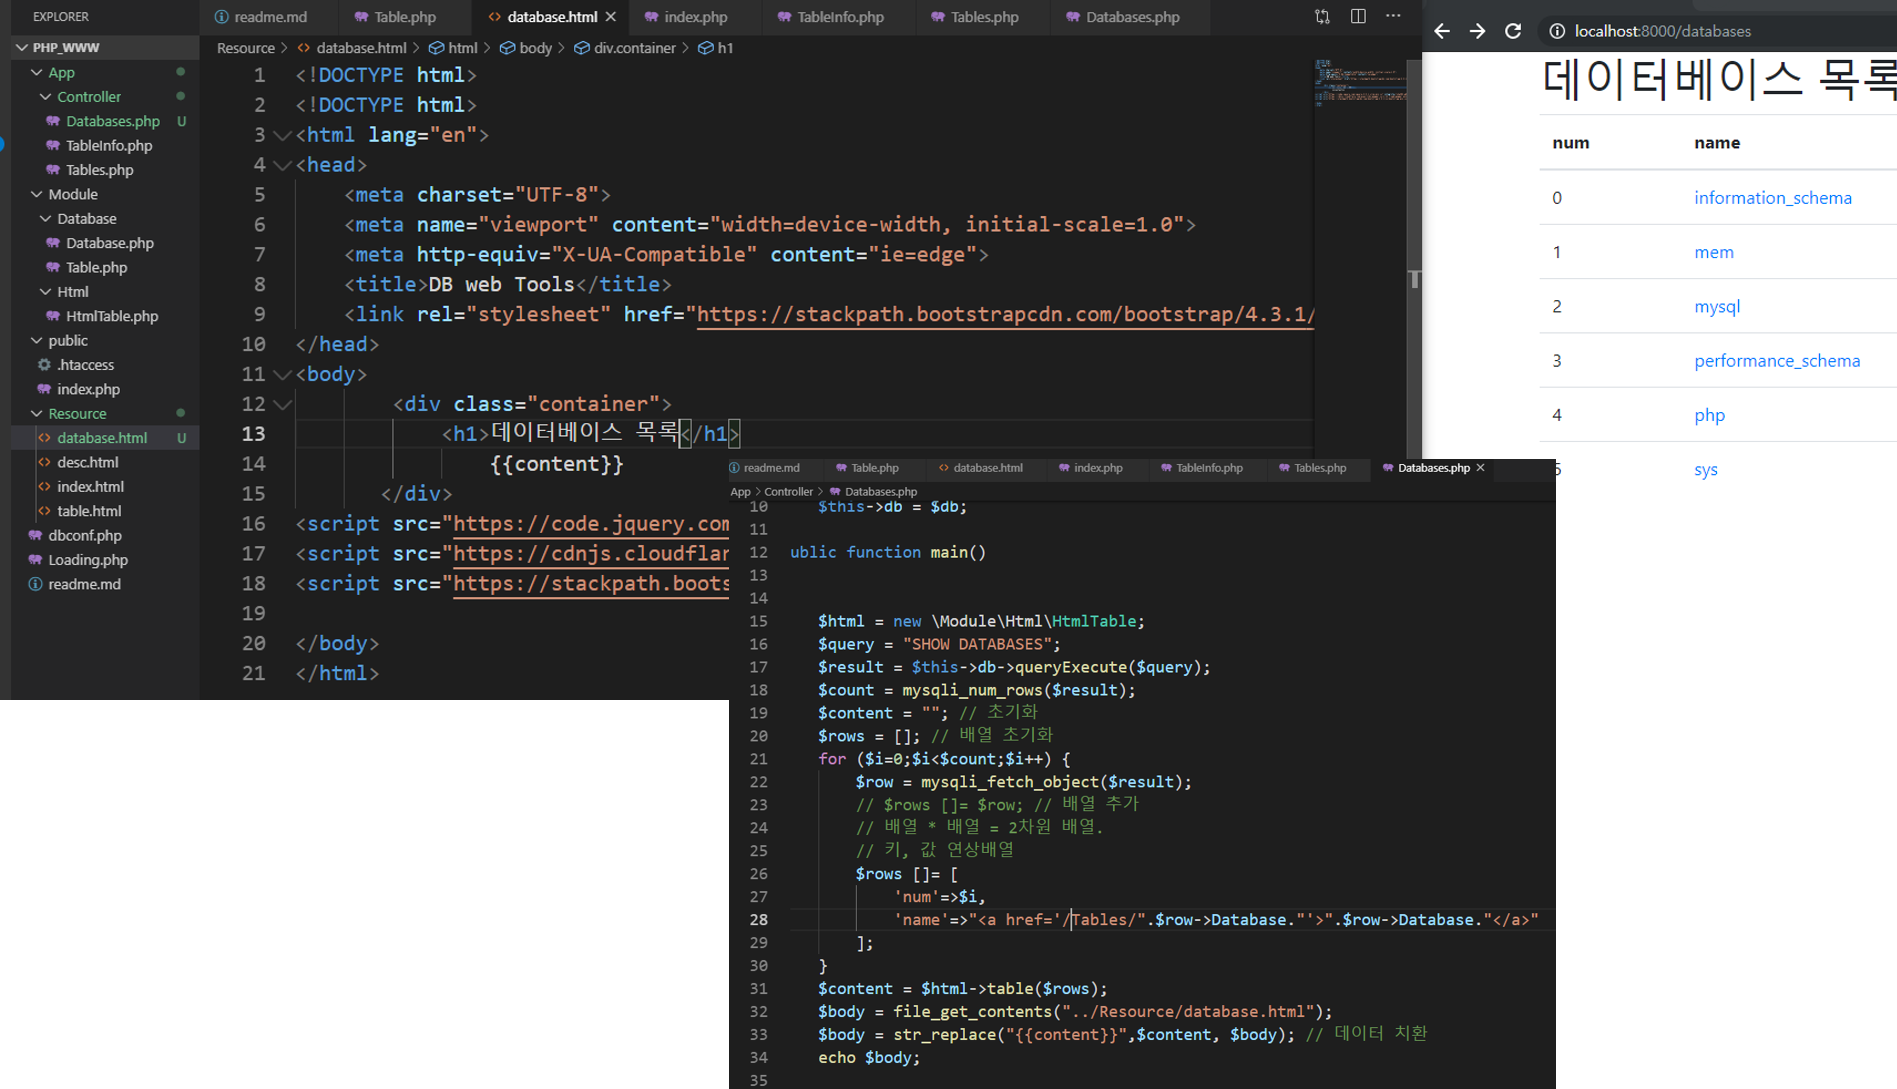 EXPLORER
PHP_WWW
App
Controller
Databases.php U
TableInfo.php
Tables.php
Module
Database
Database.php
Table.php
Html
HtmlTable.php
public
.htaccess
index.php
Resource
database.html U
desc.html
index.html
table.html
dbconf.php
Loading.php
readme.md
readme.md Table.php database.html index.php TableInfo.php Tables.php Databases.php
Resource > database.html > html > body > div.container > h1
1 <!DOCTYPE html>
2 <!DOCTYPE html>
3 <html lang="en">
4 <head>
5 <meta charset="UTF-8">
6 <meta name="viewport" content="width=device-width, initial-scale=1.0">
7 <meta http-equiv="X-UA-Compatible" content="ie=edge">
8 <title>DB web Tools</title>
9 <link rel="stylesheet" href="https://stackpath.bootstrapcdn.com/bootstrap/4.3.1/
10 </head>
11 <body>
12 <div class="container">
13 <h1>데이터베이스 목록</h1>
14 {{content}}
15 </div>
16 <script src="https://code.jquery.com
17 <script src="https://cdnjs.cloudflar
18 <script src="https://stackpath.boots
19
20 </body>
21 </html>
readme.md Table.php database.html index.php TableInfo.php Tables.php Databases.php
App > Controller > Databases.php
10 $this->db = $db;
11
12 ublic function main()
13
14
15 $html = new \Module\Html\HtmlTable;
16 $query = "SHOW DATABASES";
17 $result = $this->db->queryExecute($query);
18 $count = mysqli_num_rows($result);
19 $content = ""; // 초기화
20 $rows = []; // 배열 초기화
21 for ($i=0;$i<$count;$i++) {
22 $row = mysqli_fetch_object($result);
23 // $rows []= $row; // 배열 추가
24 // 배열 * 배열 = 2차원 배열.
25 // 키, 값 연상배열
26 $rows []= [
27 'num'=>$i,
28 'name'=>"<a href='/Tables/".$row->Database."'>".$row->Database."</a>"
29 ];
30 }
31 $content = $html->table($rows);
32 $body = file_get_contents("../Resource/database.html");
33 $body = str_replace("{{content}}",$content, $body); // 데이터 치환
34 echo $body;
35
localhost:8000/databases
데이터베이스 목록
num name
0 information_schema
1 mem
2 mysql
3 performance_schema
4 php
5 sys